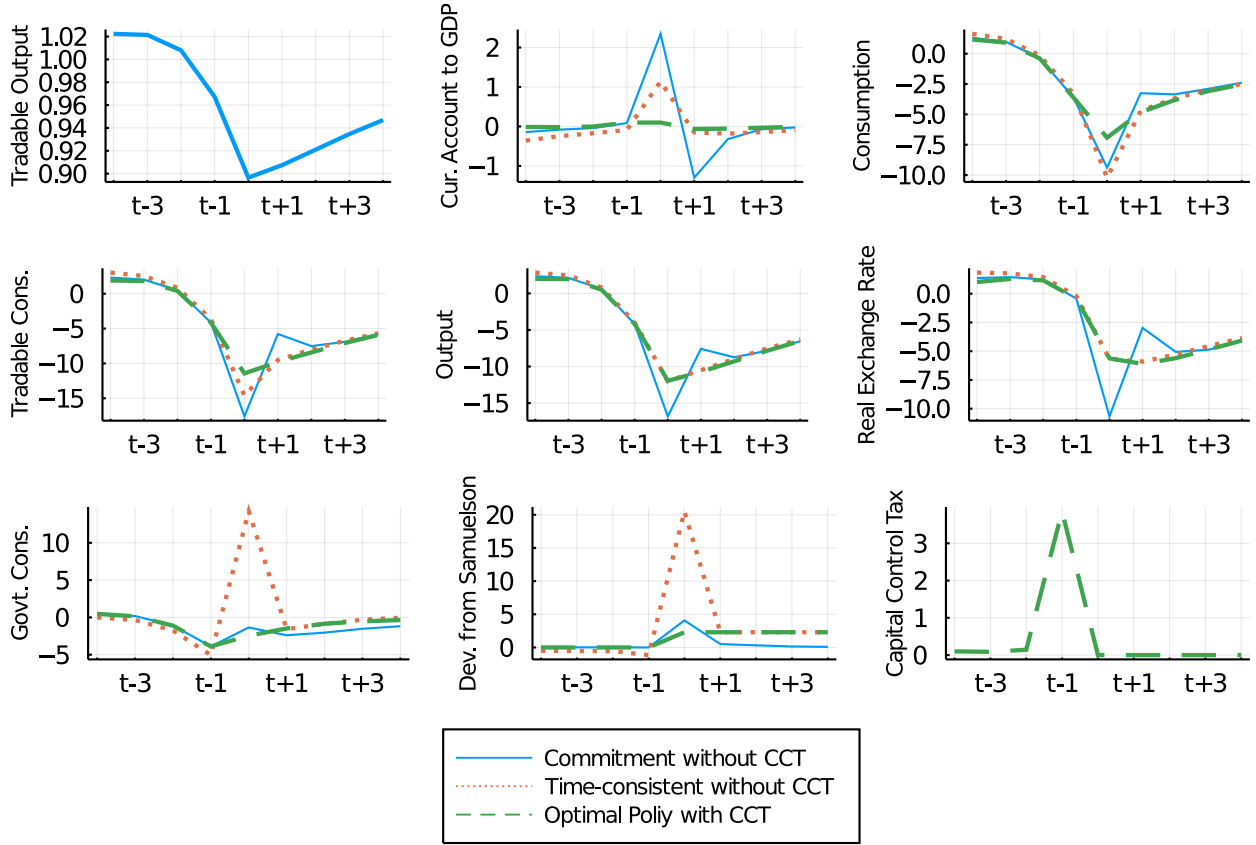 Tradable Output
1.02
1.00
0.98
0.96
0.94
0.92
0.90
t-3 t-1 t+1 t+3
Cur. Account to GDP
2
1
0
−1
t-3 t-1 t+1 t+3
Consumption
0.0
−2.5
−5.0
−7.5
−10.0
t-3 t-1 t+1 t+3
Tradable Cons.
0
−5
−10
−15
t-3 t-1 t+1 t+3
Output
0
−5
−10
−15
t-3 t-1 t+1 t+3
Real Exchange Rate
0.0
−2.5
−5.0
−7.5
−10.0
t-3 t-1 t+1 t+3
Govt. Cons.
10
5
0
−5
t-3 t-1 t+1 t+3
Dev. from Samuelson
20
15
10
5
0
t-3 t-1 t+1 t+3
Capital Control Tax
3
2
1
0
t-3 t-1 t+1 t+3
Commitment without CCT
Time-consistent without CCT
Optimal Poliy with CCT